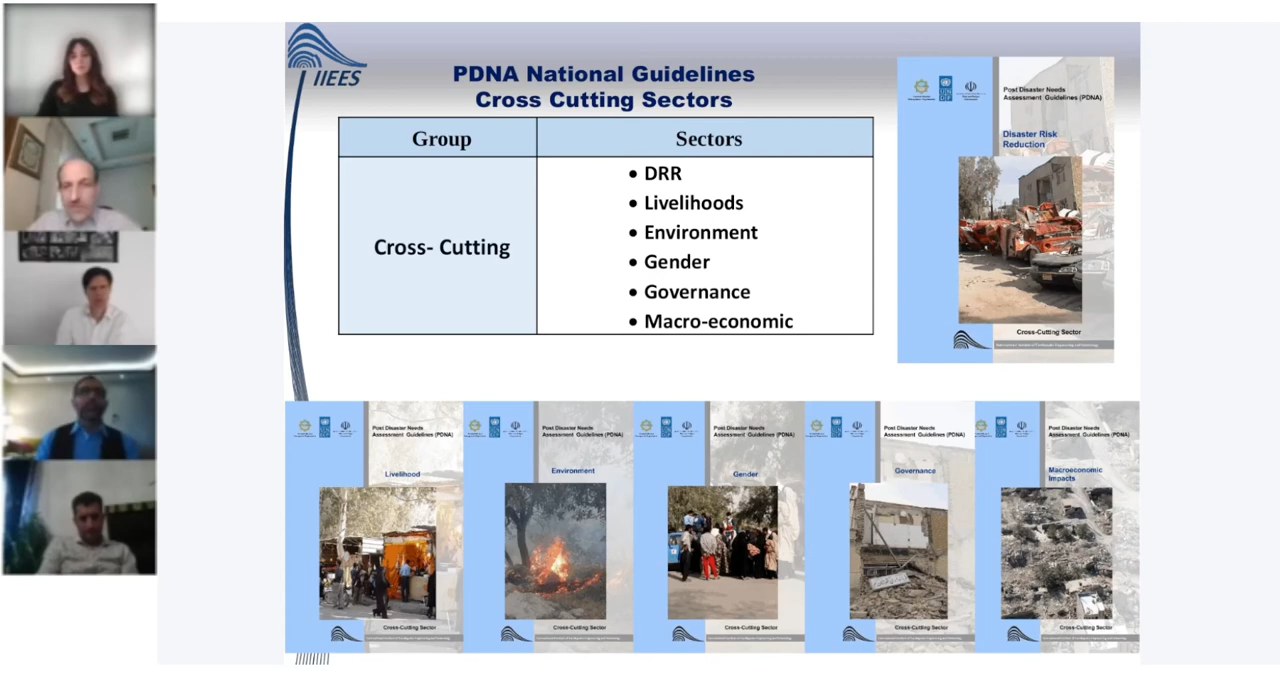 IIEES
PDNA National Guidelines
Cross Cutting Sectors
Group
Sectors
Cross- Cutting
• DRR
• Livelihoods
• Environment
• Gender
• Governance
• Macro-economic
Post Disaster Needs
Assessment Guidelines (PDNA)
Disaster Risk
Reduction
Cross-Cutting Sector
Post Disaster Needs
Assessment Guidelines (PDNA)
Livelihood
Cross-Cutting Sector
Post Disaster Needs
Assessment Guidelines (PDNA)
Environment
Cross-Cutting Sector
Post Disaster Needs
Assessment Guidelines (PDNA)
Gender
Cross-Cutting Sector
Post Disaster Needs
Assessment Guidelines (PDNA)
Governance
Cross-Cutting Sector
Post Disaster Needs
Assessment Guidelines (PDNA)
Macroeconomic
Impacts
Cross-Cutting Sector